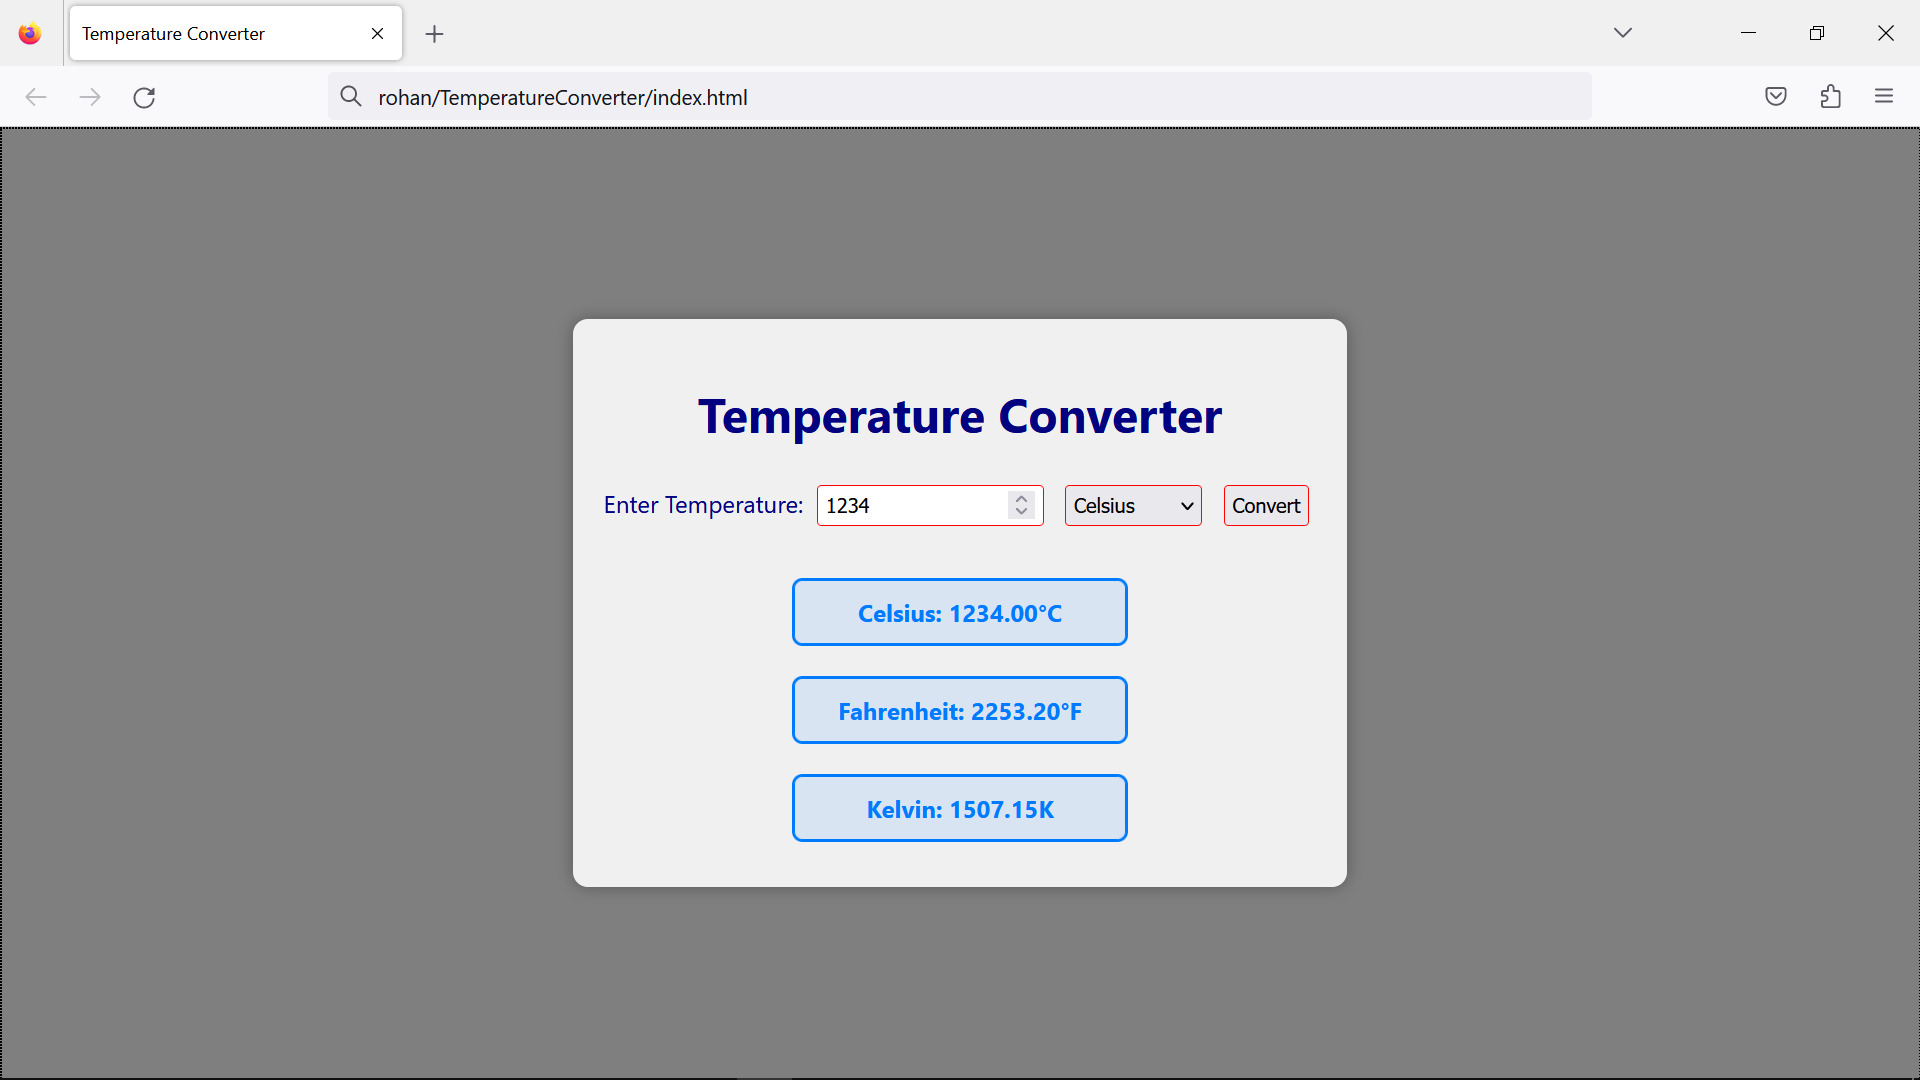 Temperature Converter
rohan/TemperatureConverter/index.html
Temperature Converter
Enter Temperature: 1234 Celsius Convert
Celsius: 1234.00°C
Fahrenheit: 2253.20°F
Kelvin: 1507.15K